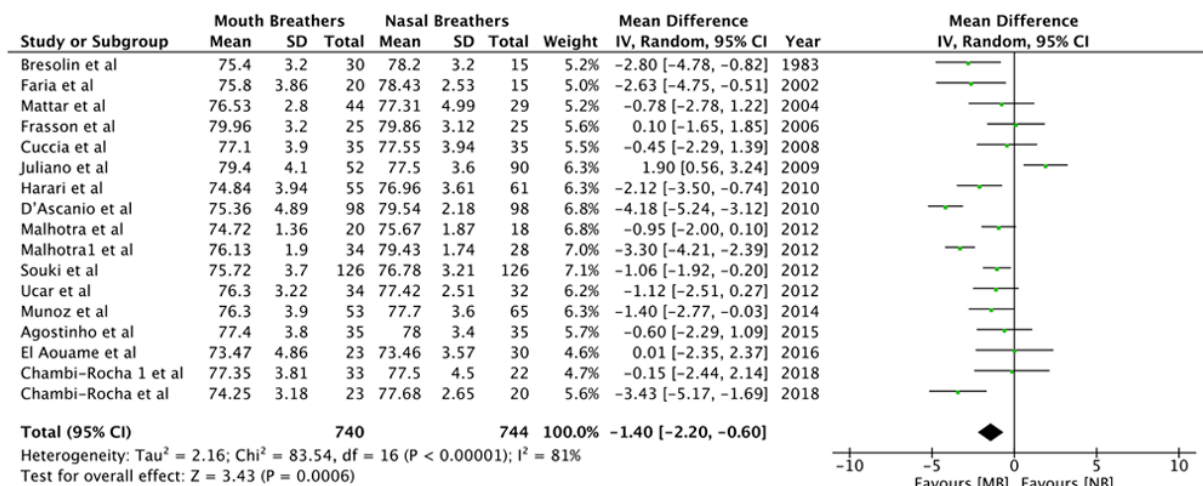 Mouth Breathers Nasal Breathers Mean Difference Mean Difference
Study or Subgroup Mean SD Total Mean SD Total Weight IV, Random, 95% CI Year IV, Random, 95% CI
Bresolin et al 75.4 3.2 30 78.2 3.2 15 5.2% −2.80 [−4.78, −0.82] 1983
Faria et al 75.8 3.86 20 78.43 2.53 15 5.0% −2.63 [−4.75, −0.51] 2002
Mattar et al 76.53 2.8 44 77.31 4.99 29 5.2% −0.78 [−2.78, 1.22] 2004
Frasson et al 79.96 3.2 25 79.86 3.12 25 5.6% 0.10 [−1.65, 1.85] 2006
Cuccia et al 77.1 3.9 35 77.55 3.94 35 5.5% −0.45 [−2.29, 1.39] 2008
Juliano et al 79.4 4.1 52 77.5 3.6 90 6.3% 1.90 [0.56, 3.24] 2009
Harari et al 74.84 3.94 55 76.96 3.61 61 6.3% −2.12 [−3.50, −0.74] 2010
D'Ascanio et al 75.36 4.89 98 79.54 2.18 98 6.8% −4.18 [−5.24, −3.12] 2010
Malhotra et al 74.72 1.36 20 75.67 1.87 18 6.8% −0.95 [−2.00, 0.10] 2012
Malhotra1 et al 76.13 1.9 34 79.43 1.74 28 7.0% −3.30 [−4.21, −2.39] 2012
Souki et al 75.72 3.7 126 76.78 3.21 126 7.1% −1.06 [−1.92, −0.20] 2012
Ucar et al 76.3 3.22 34 77.42 2.51 32 6.2% −1.12 [−2.51, 0.27] 2012
Munoz et al 76.3 3.9 53 77.7 3.6 65 6.3% −1.40 [−2.77, −0.03] 2014
Agostinho et al 77.4 3.8 35 78 3.4 35 5.7% −0.60 [−2.29, 1.09] 2015
El Aouame et al 73.47 4.86 23 73.46 3.57 30 4.6% 0.01 [−2.35, 2.37] 2016
Chambi−Rocha 1 et al 77.35 3.81 33 77.5 4.5 22 4.7% −0.15 [−2.44, 2.14] 2018
Chambi−Rocha et al 74.25 3.18 23 77.68 2.65 20 5.6% −3.43 [−5.17, −1.69] 2018
Total (95% CI) 740 744 100.0% −1.40 [−2.20, −0.60]
Heterogeneity: Tau² = 2.16; Chi² = 83.54, df = 16 (P < 0.00001); I² = 81%
Test for overall effect: Z = 3.43 (P = 0.0006)
−10 −5 0 5 10
Favours [MB] Favours [NB]